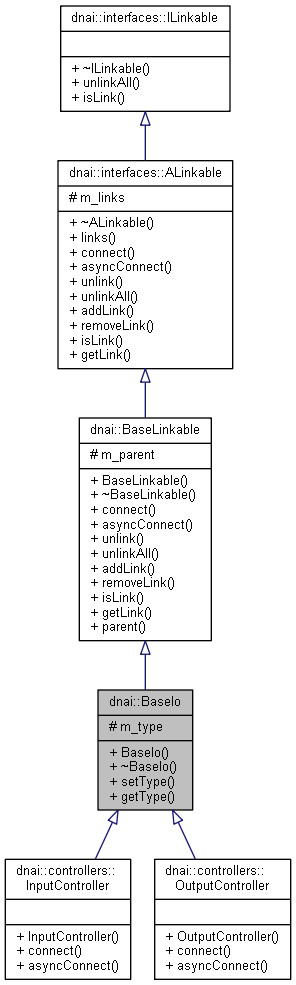 dnai::interfaces::ILinkable
+ ~ILinkable()
+ unlinkAll()
+ isLink()
dnai::interfaces::ALinkable
# m_links
+ ~ALinkable()
+ links()
+ connect()
+ asyncConnect()
+ unlink()
+ unlinkAll()
+ addLink()
+ removeLink()
+ isLink()
+ getLink()
dnai::BaseLinkable
# m_parent
+ BaseLinkable()
+ ~BaseLinkable()
+ connect()
+ asyncConnect()
+ unlink()
+ unlinkAll()
+ addLink()
+ removeLink()
+ isLink()
+ getLink()
+ parent()
dnai::BaseIo
# m_type
+ BaseIo()
+ ~BaseIo()
+ setType()
+ getType()
dnai::controllers::
InputController
+ InputController()
+ connect()
+ asyncConnect()
dnai::controllers::
OutputController
+ OutputController()
+ connect()
+ asyncConnect()